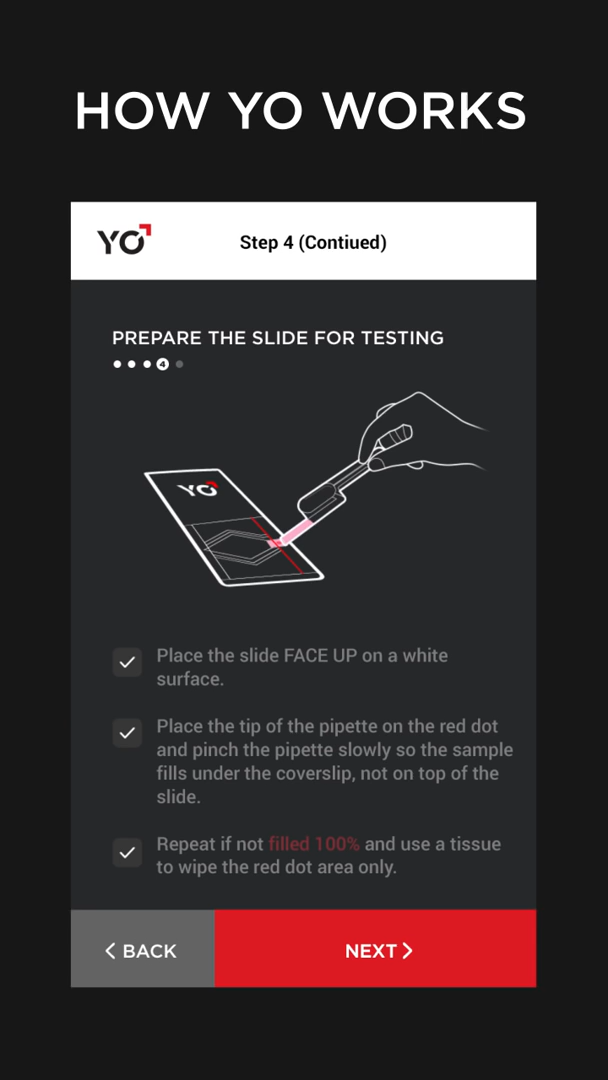 HOW YO WORKS
YO
Step 4 (Contiued)
PREPARE THE SLIDE FOR TESTING
4
YO
Place the slide FACE UP on a white
surface.
Place the tip of the pipette on the red dot
and pinch the pipette slowly so the sample
fills under the coverslip, not on top of the
slide.
Repeat if not filled 100% and use a tissue
to wipe the red dot area only.
BACK
NEXT